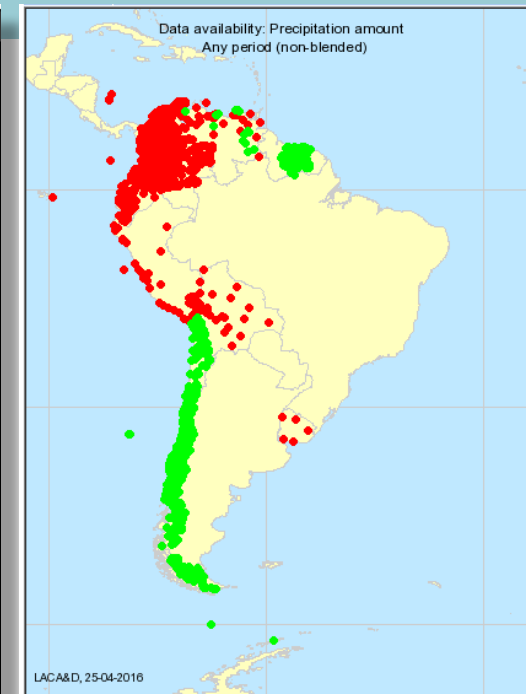 Data availability: Precipitation amount
Any period (non-blended)
LACA&D, 25-04-2016